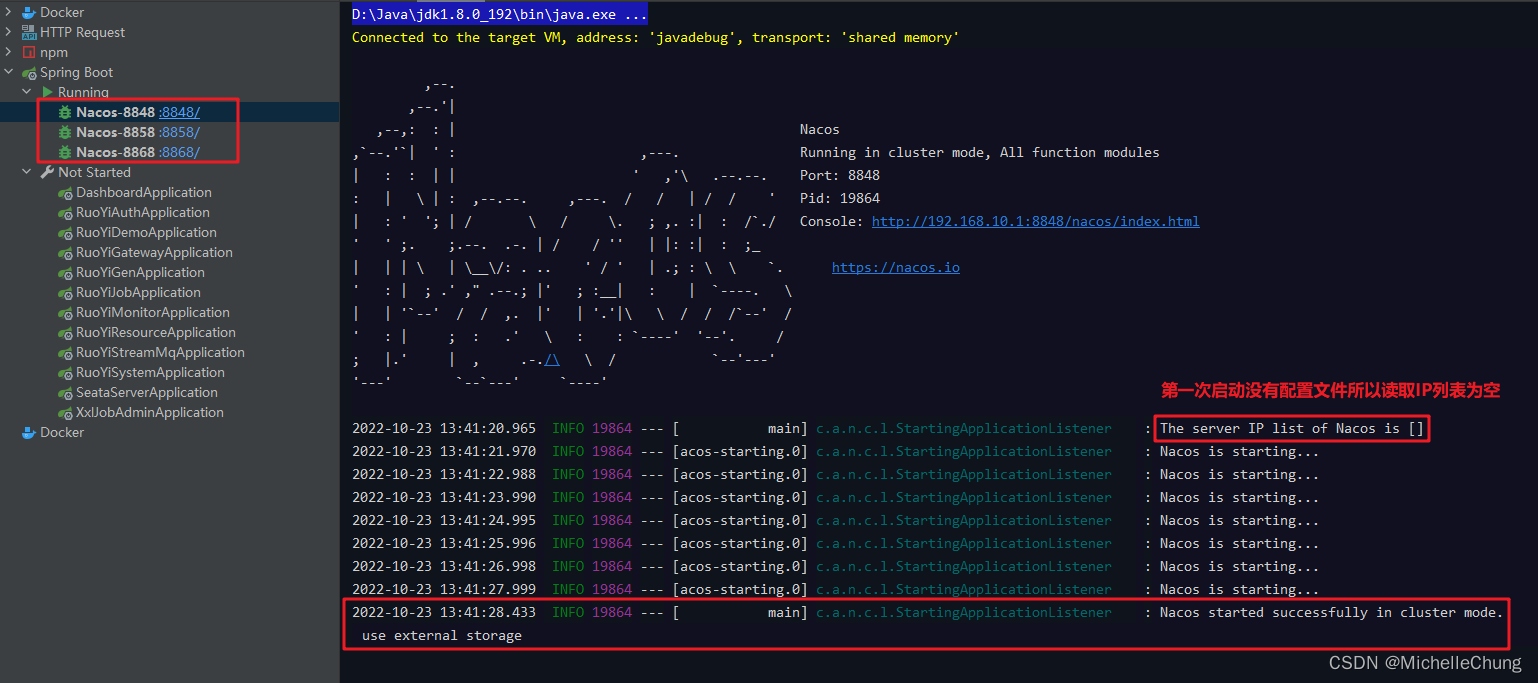 Docker
HTTP Request
npm
Spring Boot
Running
Nacos-8848 :8848/
Nacos-8858 :8858/
Nacos-8868 :8868/
Not Started
DashboardApplication
RuoYiAuthApplication
RuoYiDemoApplication
RuoYiGatewayApplication
RuoYiGenApplication
RuoYiJobApplication
RuoYiMonitorApplication
RuoYiResourceApplication
RuoYiStreamMqApplication
RuoYiSystemApplication
SeataServerApplication
XxlJobAdminApplication
Docker
D:\Java\jdk1.8.0_192\bin\java.exe ...
Connected to the target VM, address: 'javadebug', transport: 'shared memory'
Nacos
Running in cluster mode, All function modules
Port: 8848
Pid: 19864
Console: http://192.168.10.1:8848/nacos/index.html
https://nacos.io
第一次启动没有配置文件所以读取IP列表为空
2022-10-23 13:41:20.965  INFO 19864 --- [           main] c.a.n.c.l.StartingApplicationListener    : The server IP list of Nacos is []
2022-10-23 13:41:21.970  INFO 19864 --- [acos-starting.0] c.a.n.c.l.StartingApplicationListener    : Nacos is starting...
2022-10-23 13:41:22.988  INFO 19864 --- [acos-starting.0] c.a.n.c.l.StartingApplicationListener    : Nacos is starting...
2022-10-23 13:41:23.990  INFO 19864 --- [acos-starting.0] c.a.n.c.l.StartingApplicationListener    : Nacos is starting...
2022-10-23 13:41:24.995  INFO 19864 --- [acos-starting.0] c.a.n.c.l.StartingApplicationListener    : Nacos is starting...
2022-10-23 13:41:25.996  INFO 19864 --- [acos-starting.0] c.a.n.c.l.StartingApplicationListener    : Nacos is starting...
2022-10-23 13:41:26.998  INFO 19864 --- [acos-starting.0] c.a.n.c.l.StartingApplicationListener    : Nacos is starting...
2022-10-23 13:41:27.999  INFO 19864 --- [acos-starting.0] c.a.n.c.l.StartingApplicationListener    : Nacos is starting...
2022-10-23 13:41:28.433  INFO 19864 --- [           main] c.a.n.c.l.StartingApplicationListener    : Nacos started successfully in cluster mode.
use external storage
CSDN @MichelleChung